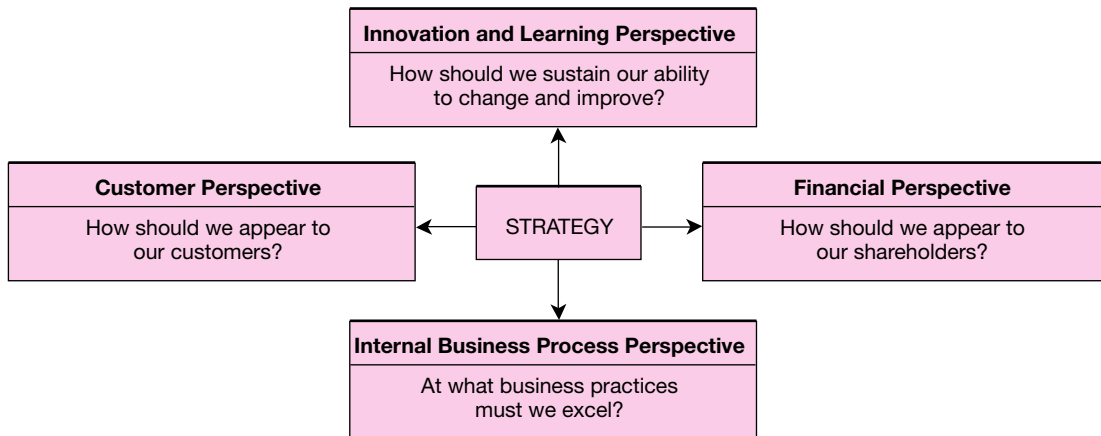 Innovation and Learning Perspective
How should we sustain our ability
to change and improve?
Customer Perspective
How should we appear to
our customers?
STRATEGY
Financial Perspective
How should we appear to
our shareholders?
Internal Business Process Perspective
At what business practices
must we excel?